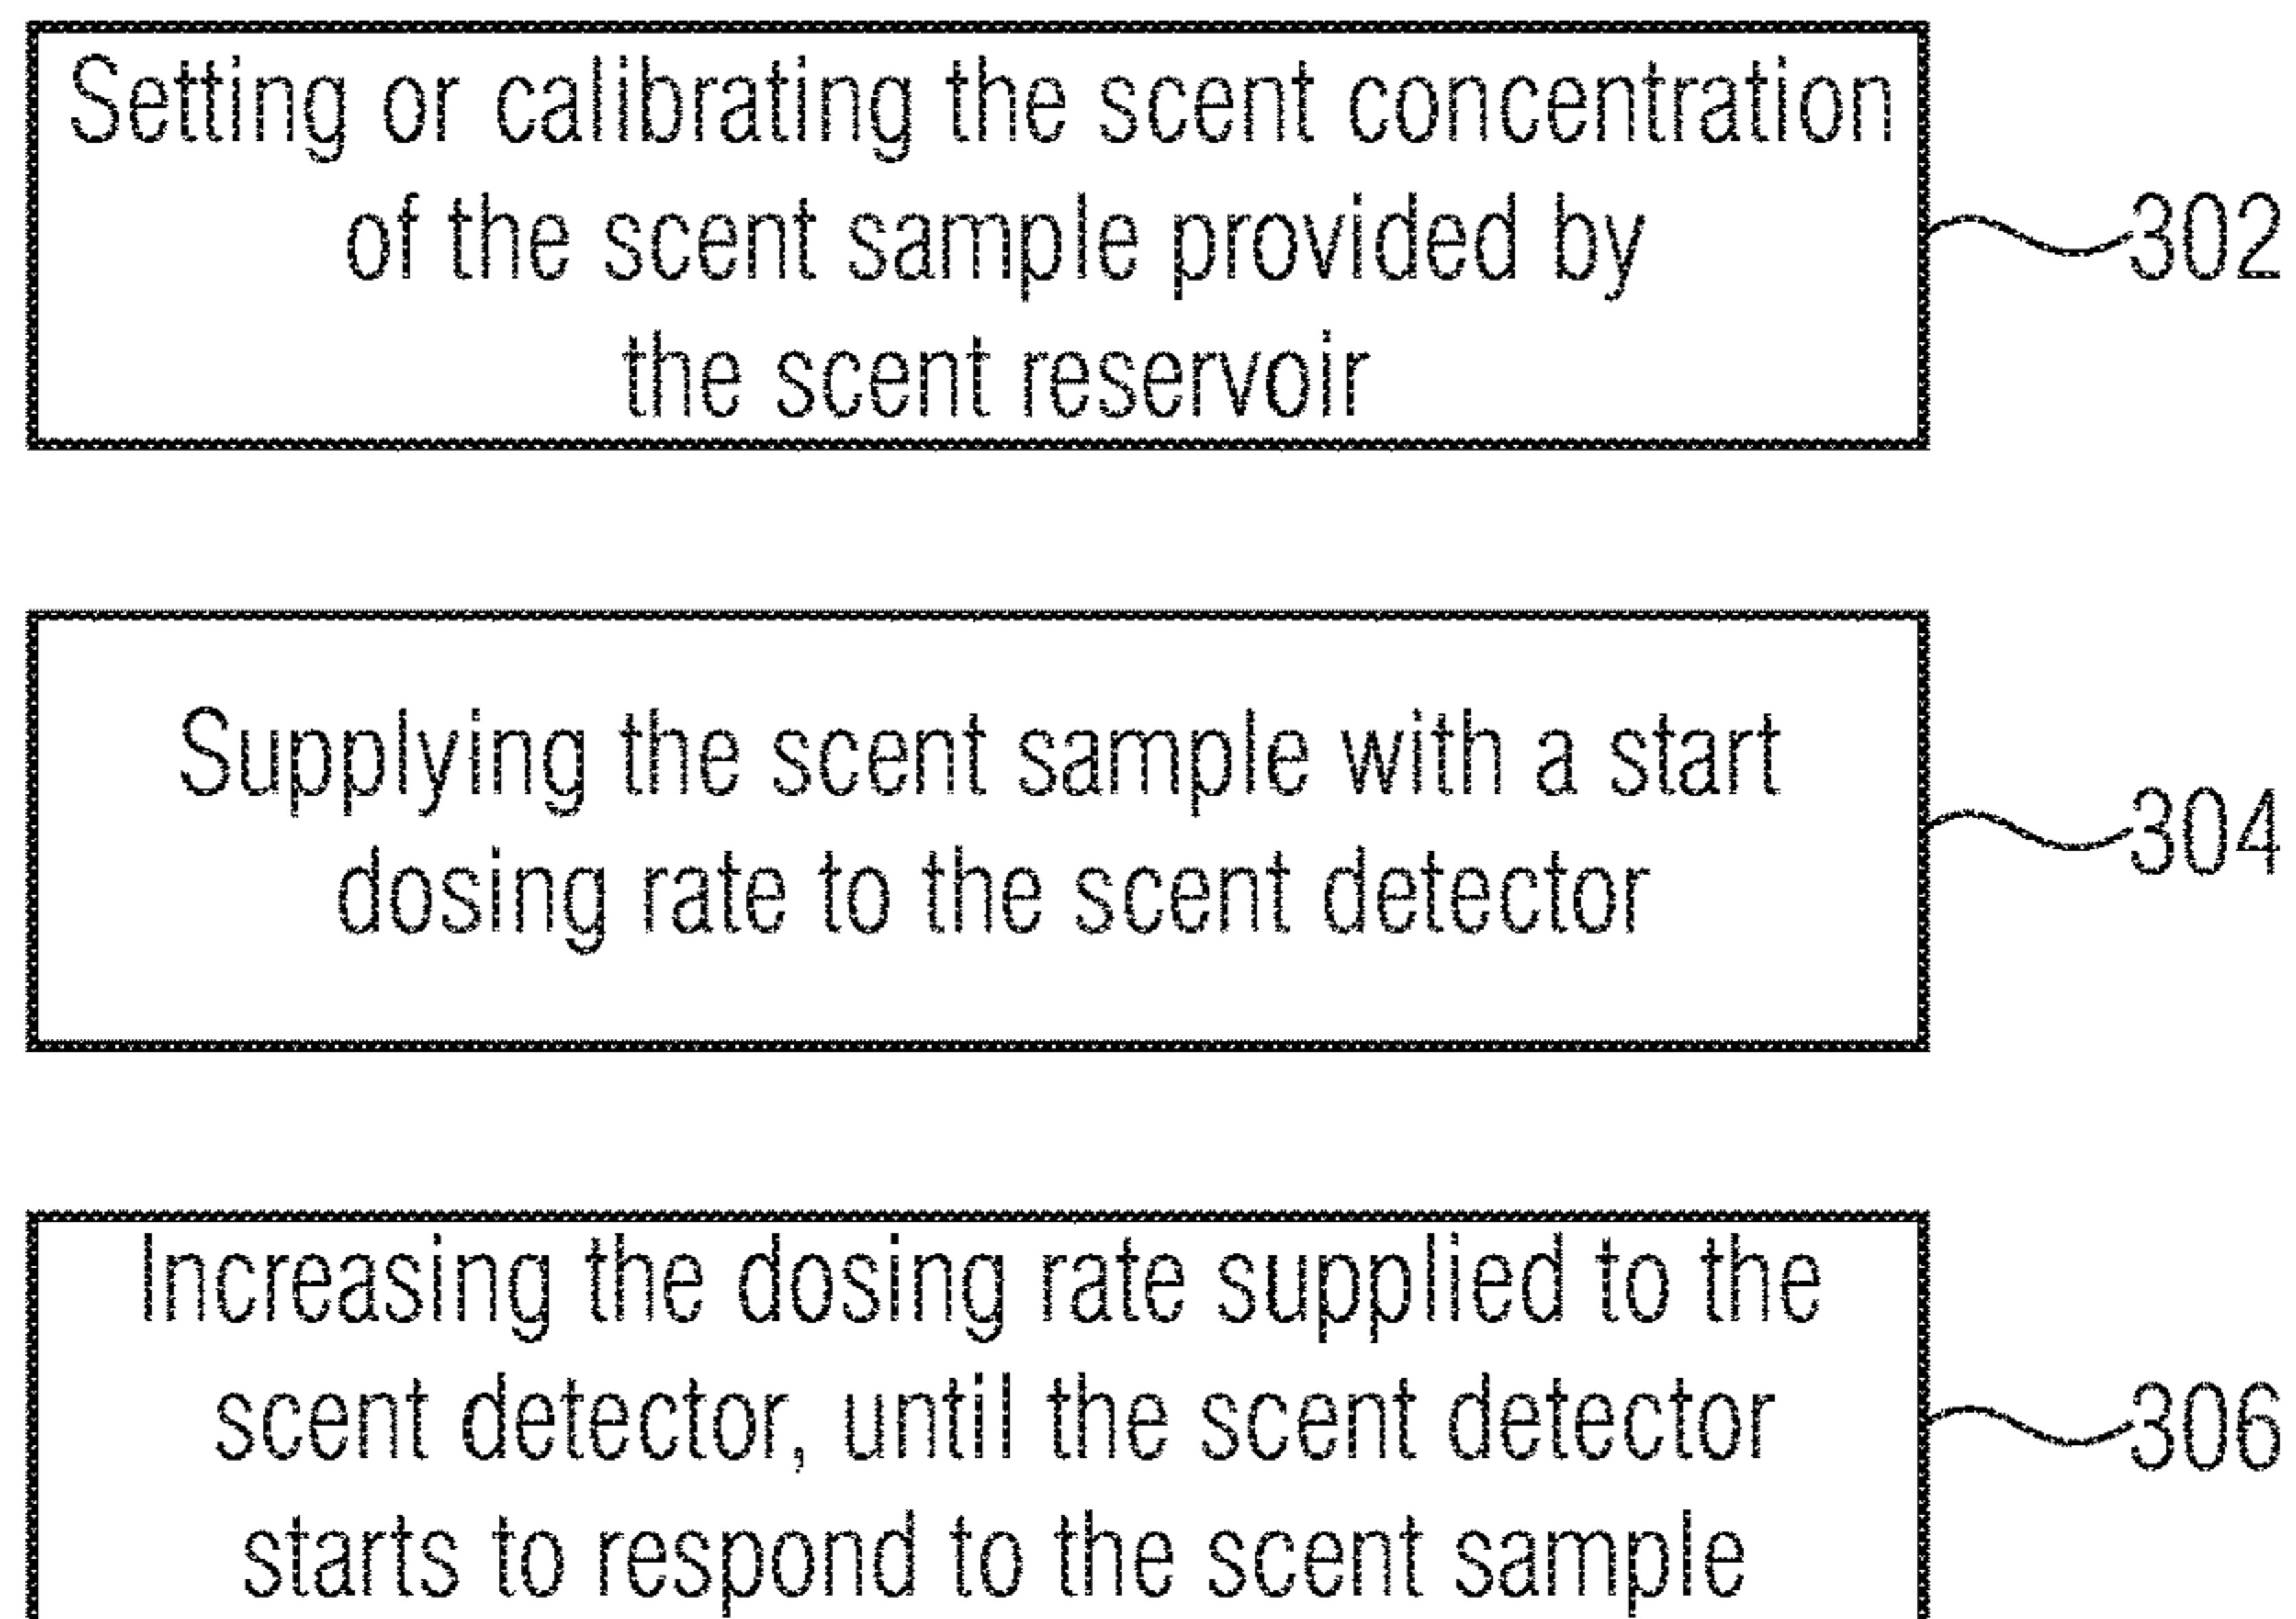 Setting or calibrating the scent concentration
of the scent sample provided by
the scent reservoir
302
Supplying the scent sample with a start
dosing rate to the scent detector
304
Increasing the dosing rate supplied to the
scent detector, until the scent detector
starts to respond to the scent sample
306